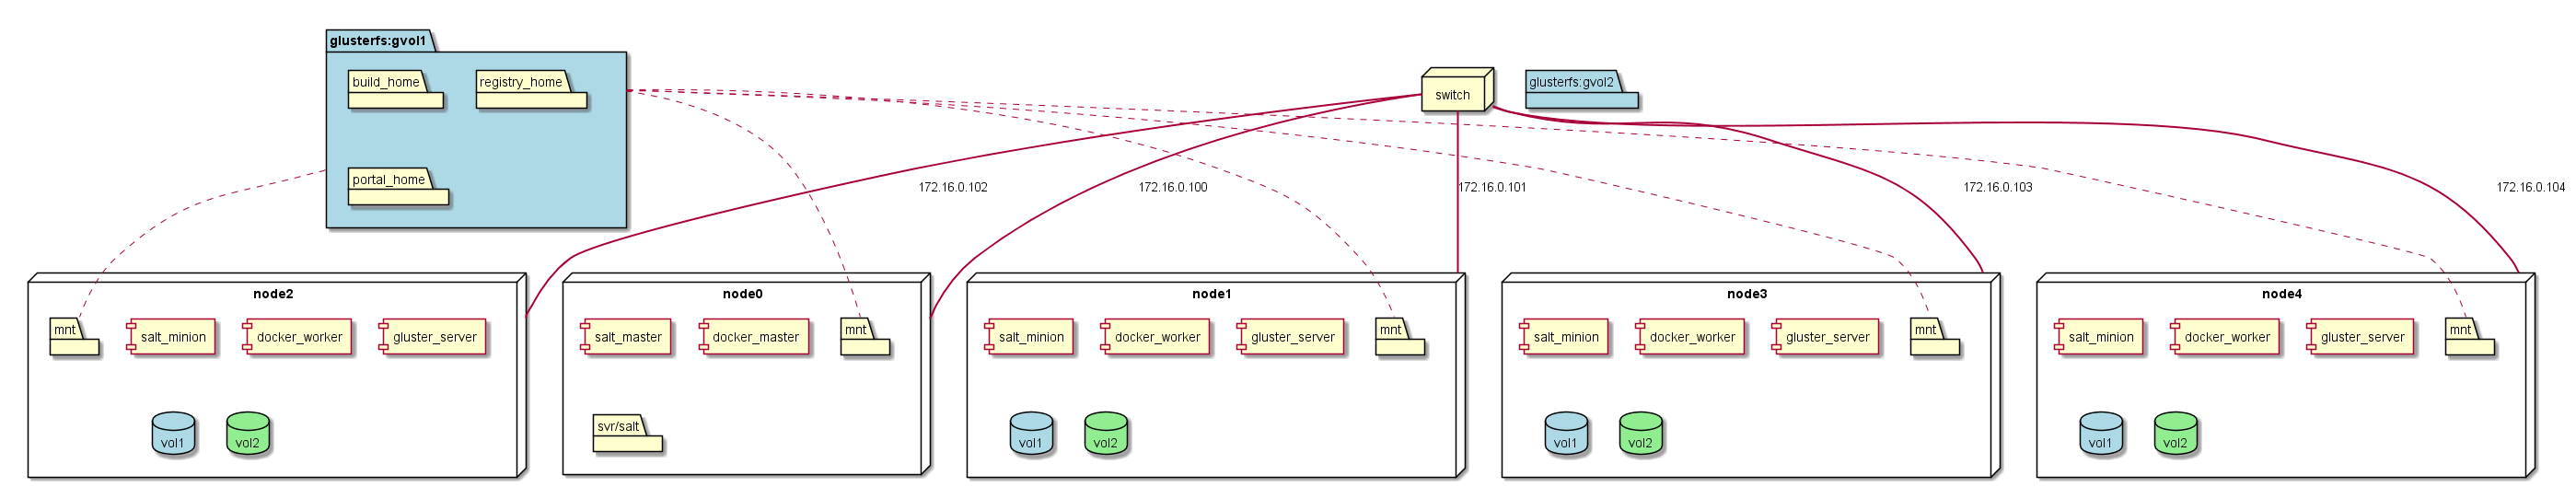 glusterfs:gvol1
build_home
registry_home
portal_home
switch
glusterfs:gvol2
172.16.0.102
172.16.0.100
172.16.0.101
172.16.0.103
172.16.0.104
node2
mnt
salt_minion
docker_worker
gluster_server
vol1
vol2
node0
salt_master
docker_master
mnt
svr/salt
node1
salt_minion
docker_worker
gluster_server
mnt
vol1
vol2
node3
salt_minion
docker_worker
gluster_server
mnt
vol1
vol2
node4
salt_minion
docker_worker
gluster_server
mnt
vol1
vol2